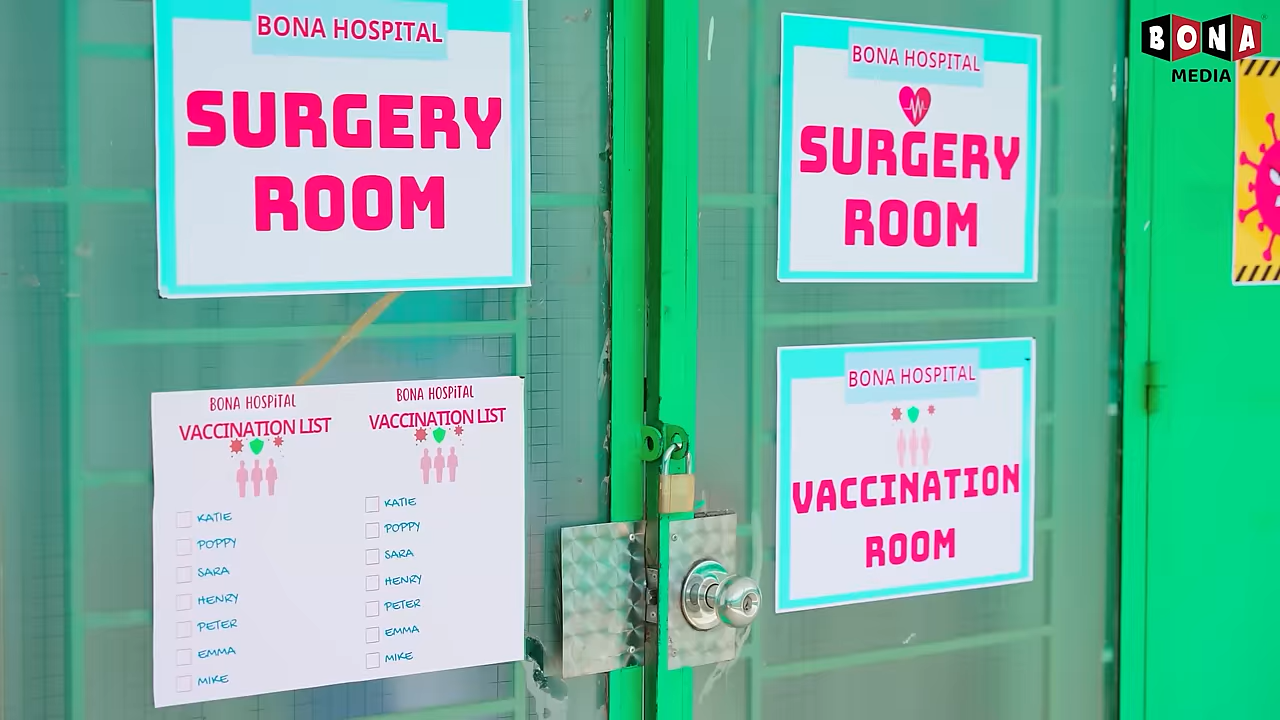 BONA HOSPITAL
SURGERY
ROOM
BONA HOSPITAL
SURGERY
ROOM
BONA
MEDIA
BONA HOSPiTAL
VACCINATION LIST
KATIE
POPPY
SARA
HENRY
PETER
EMMA
MIKE
BONA HOSPiTAL
VACCINATION LIST
KATIE
POPPY
SARA
HENRY
PETER
EMMA
MIKE
BONA HOSPITAL
VACCINATION
ROOM